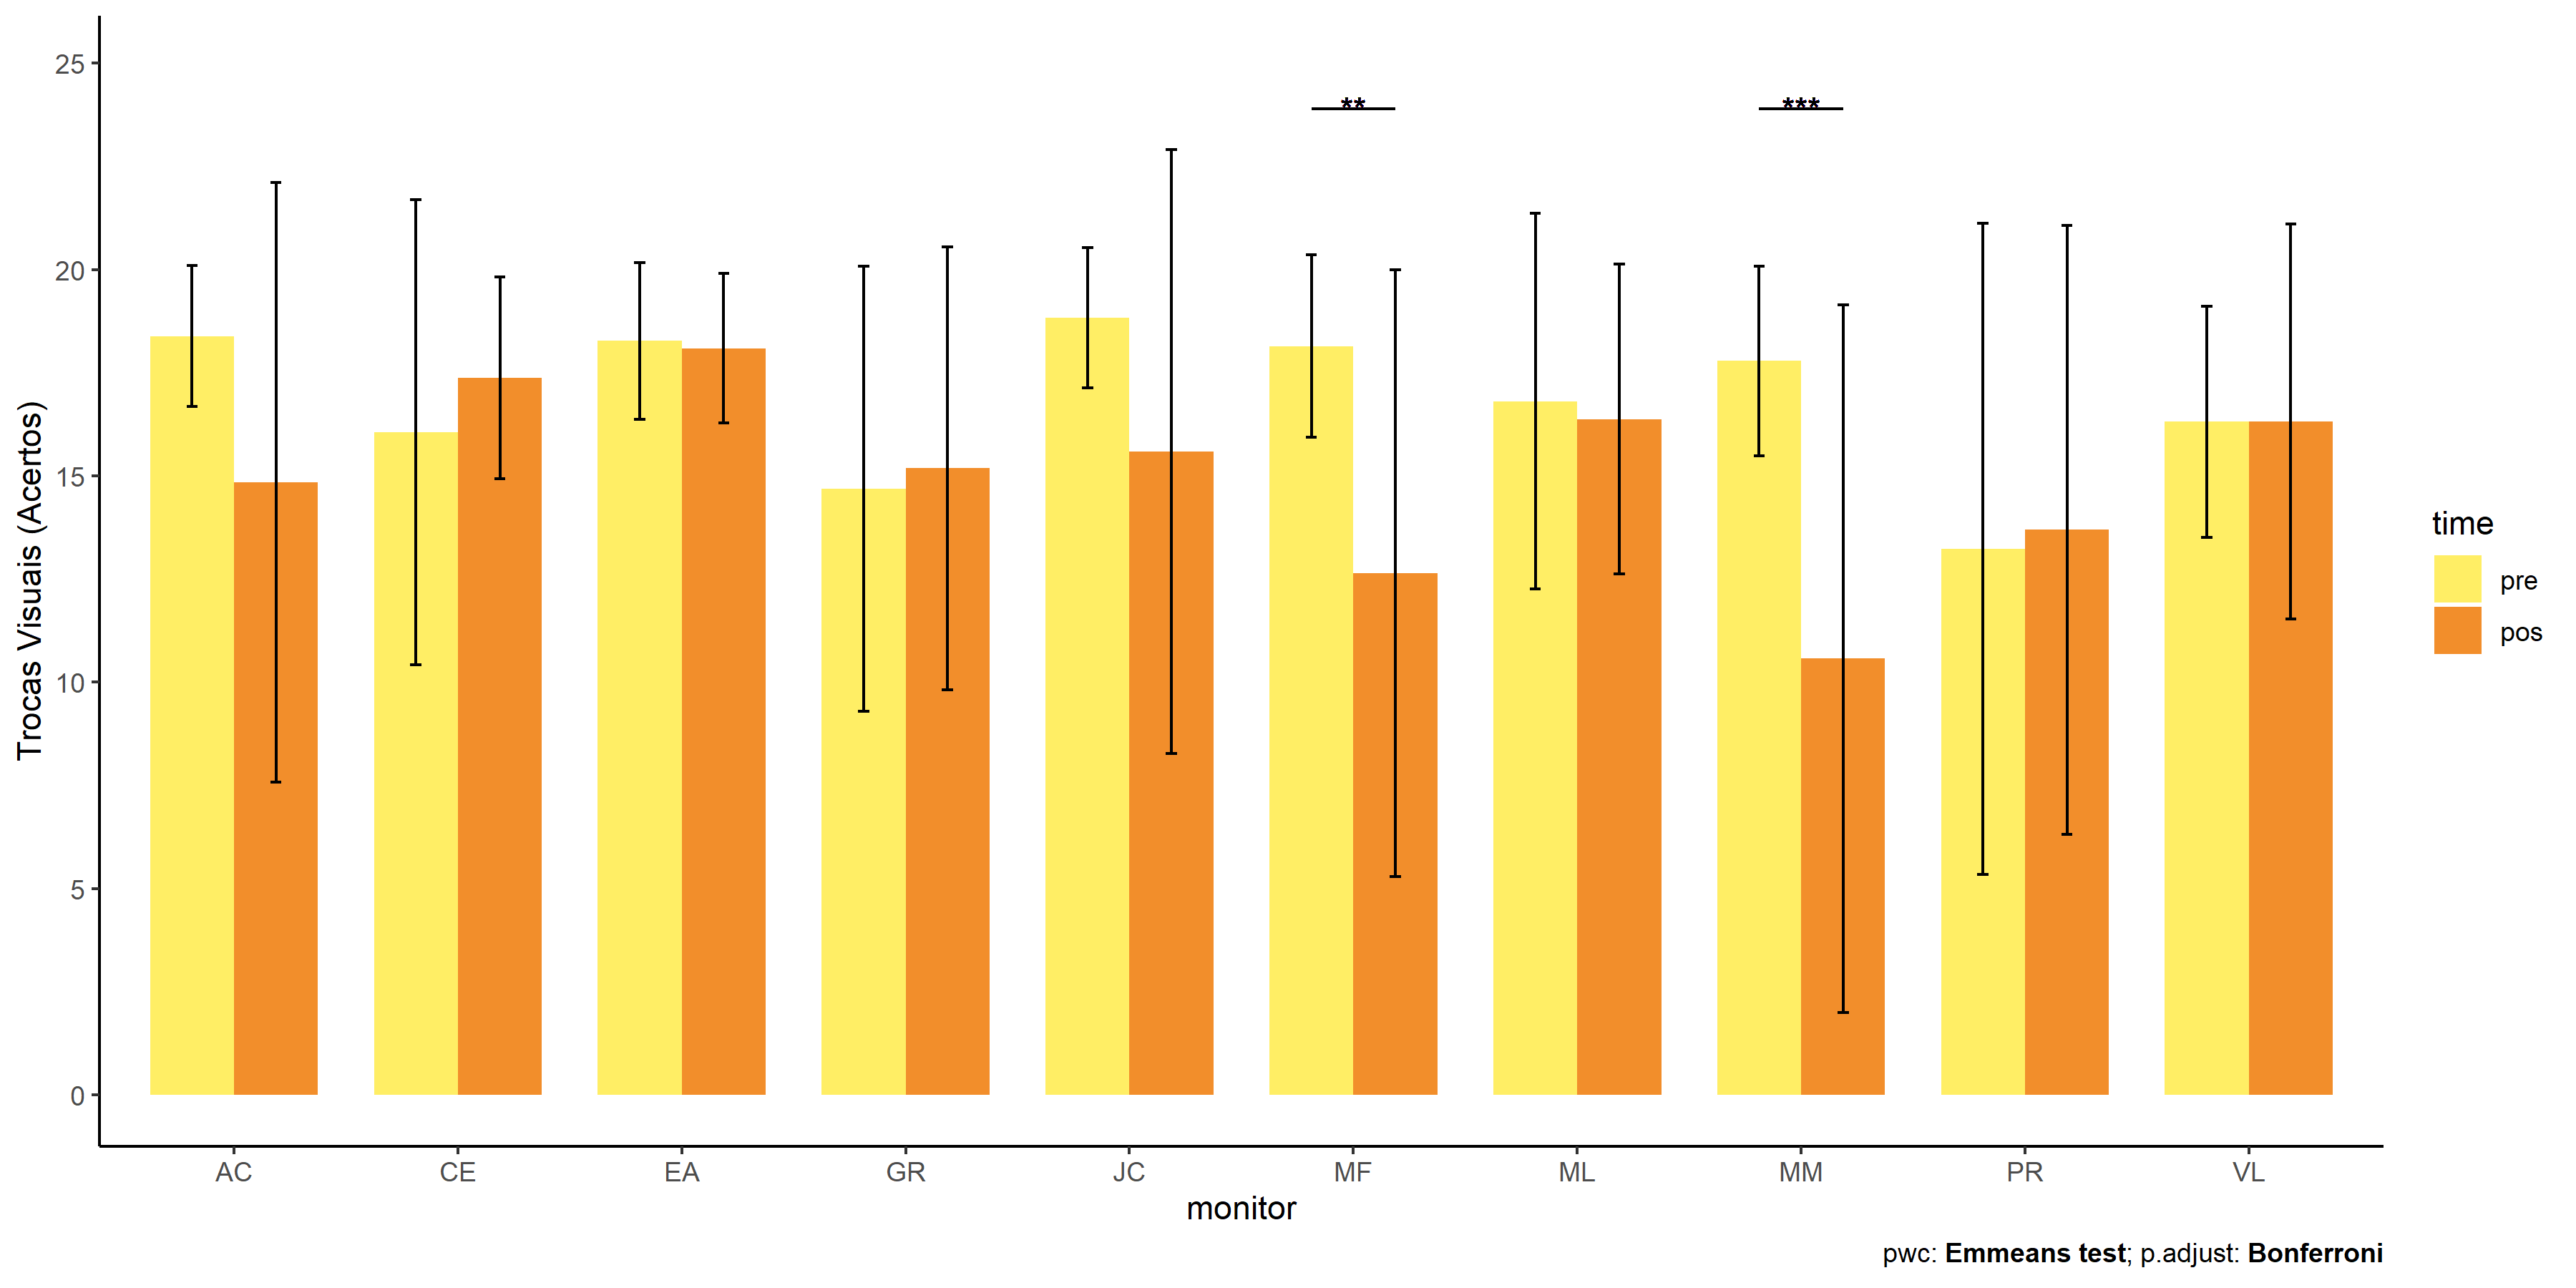 25
** ***
20
15
10
5
0
Trocas Visuais (Acertos)
AC CE EA GR JC MF ML MM PR VL
monitor
time
pre
pos
pwc: Emmeans test; p.adjust: Bonferroni